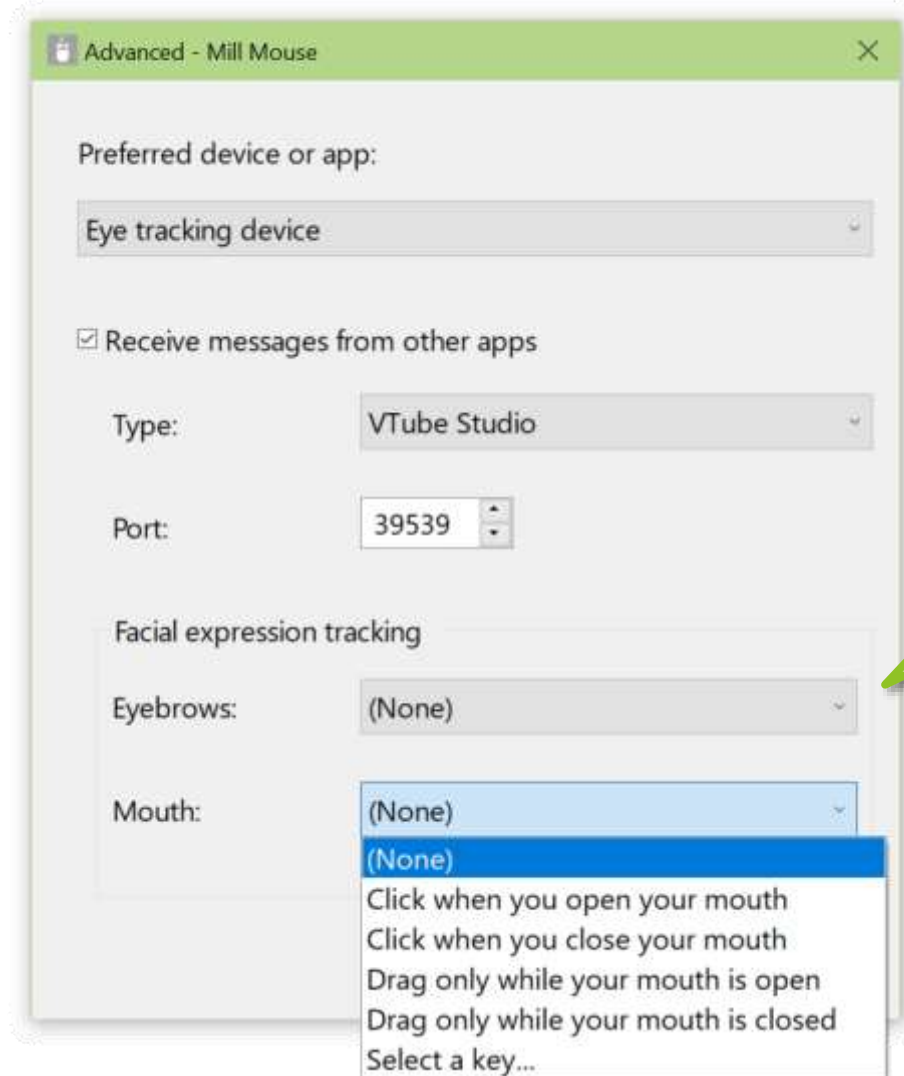 Advanced - Mill Mouse
Preferred device or app:
Eye tracking device
Receive messages from other apps
Type: VTube Studio
Port: 39539
Facial expression tracking
Eyebrows: (None)
Mouth: (None)
(None)
Click when you open your mouth
Click when you close your mouth
Drag only while your mouth is open
Drag only while your mouth is closed
Select a key...